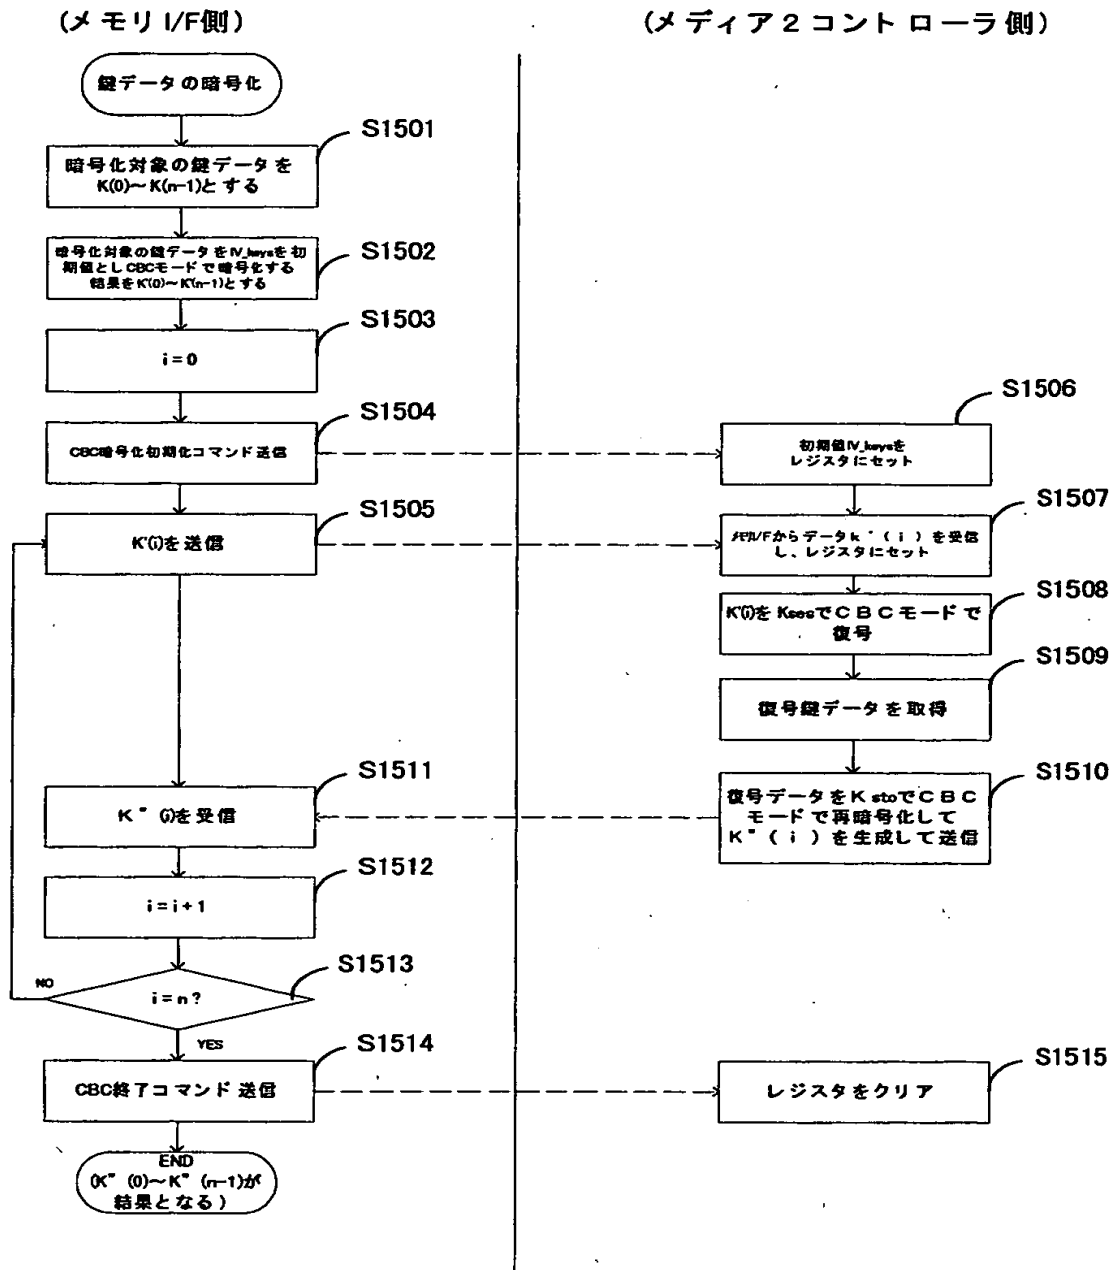 (メモリ I/F側)
(メディア2コントローラ側)
鍵データの暗号化
S1501
暗号化対象の鍵データを
K(0)～K(n-1)とする
S1502
暗号化対象の鍵データをIV_keysを初
期値としCBCモードで暗号化する
結果をK'(0)～K'(n-1)とする
S1503
i=0
S1504
CBC暗号化初期化コマンド送信
S1506
初期値IV_keysを
レジスタにセット
S1505
K'(i)を送信
S1507
メモリI/Fからデータk"(i)を受信
し、レジスタにセット
S1508
K'(i)をKsesでCBCモードで
復号
S1509
復号鍵データを取得
S1511
K"(i)を受信
S1510
復号データをKstoでCBC
モードで再暗号化して
K"(i)を生成して送信
S1512
i=i+1
S1513
NO
i=n?
YES
S1514
CBC終了コマンド送信
S1515
レジスタをクリア
END
(K"(0)～K"(n-1)が
結果となる)